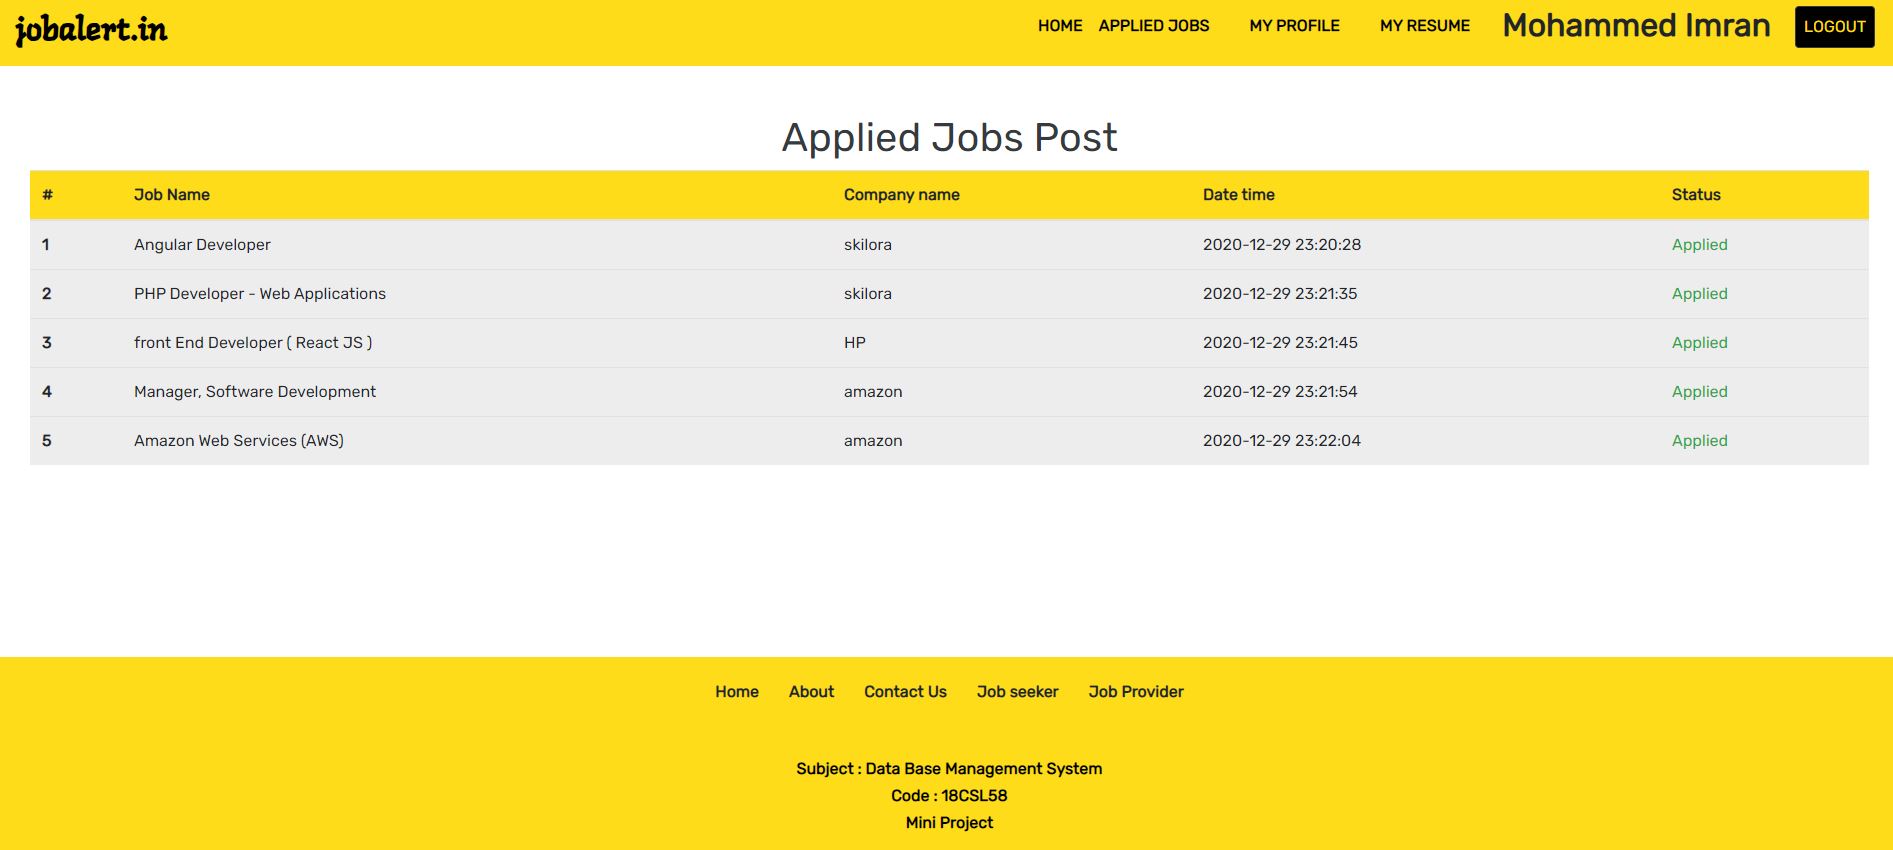 jobalert.in HOME APPLIED JOBS MY PROFILE MY RESUME Mohammed Imran LOGOUT
Applied Jobs Post
# Job Name Company name Date time Status
1 Angular Developer skilora 2020-12-29 23:20:28 Applied
2 PHP Developer - Web Applications skilora 2020-12-29 23:21:35 Applied
3 front End Developer ( React JS ) HP 2020-12-29 23:21:45 Applied
4 Manager, Software Development amazon 2020-12-29 23:21:54 Applied
5 Amazon Web Services (AWS) amazon 2020-12-29 23:22:04 Applied
Home About Contact Us Job seeker Job Provider
Subject : Data Base Management System
Code : 18CSL58
Mini Project